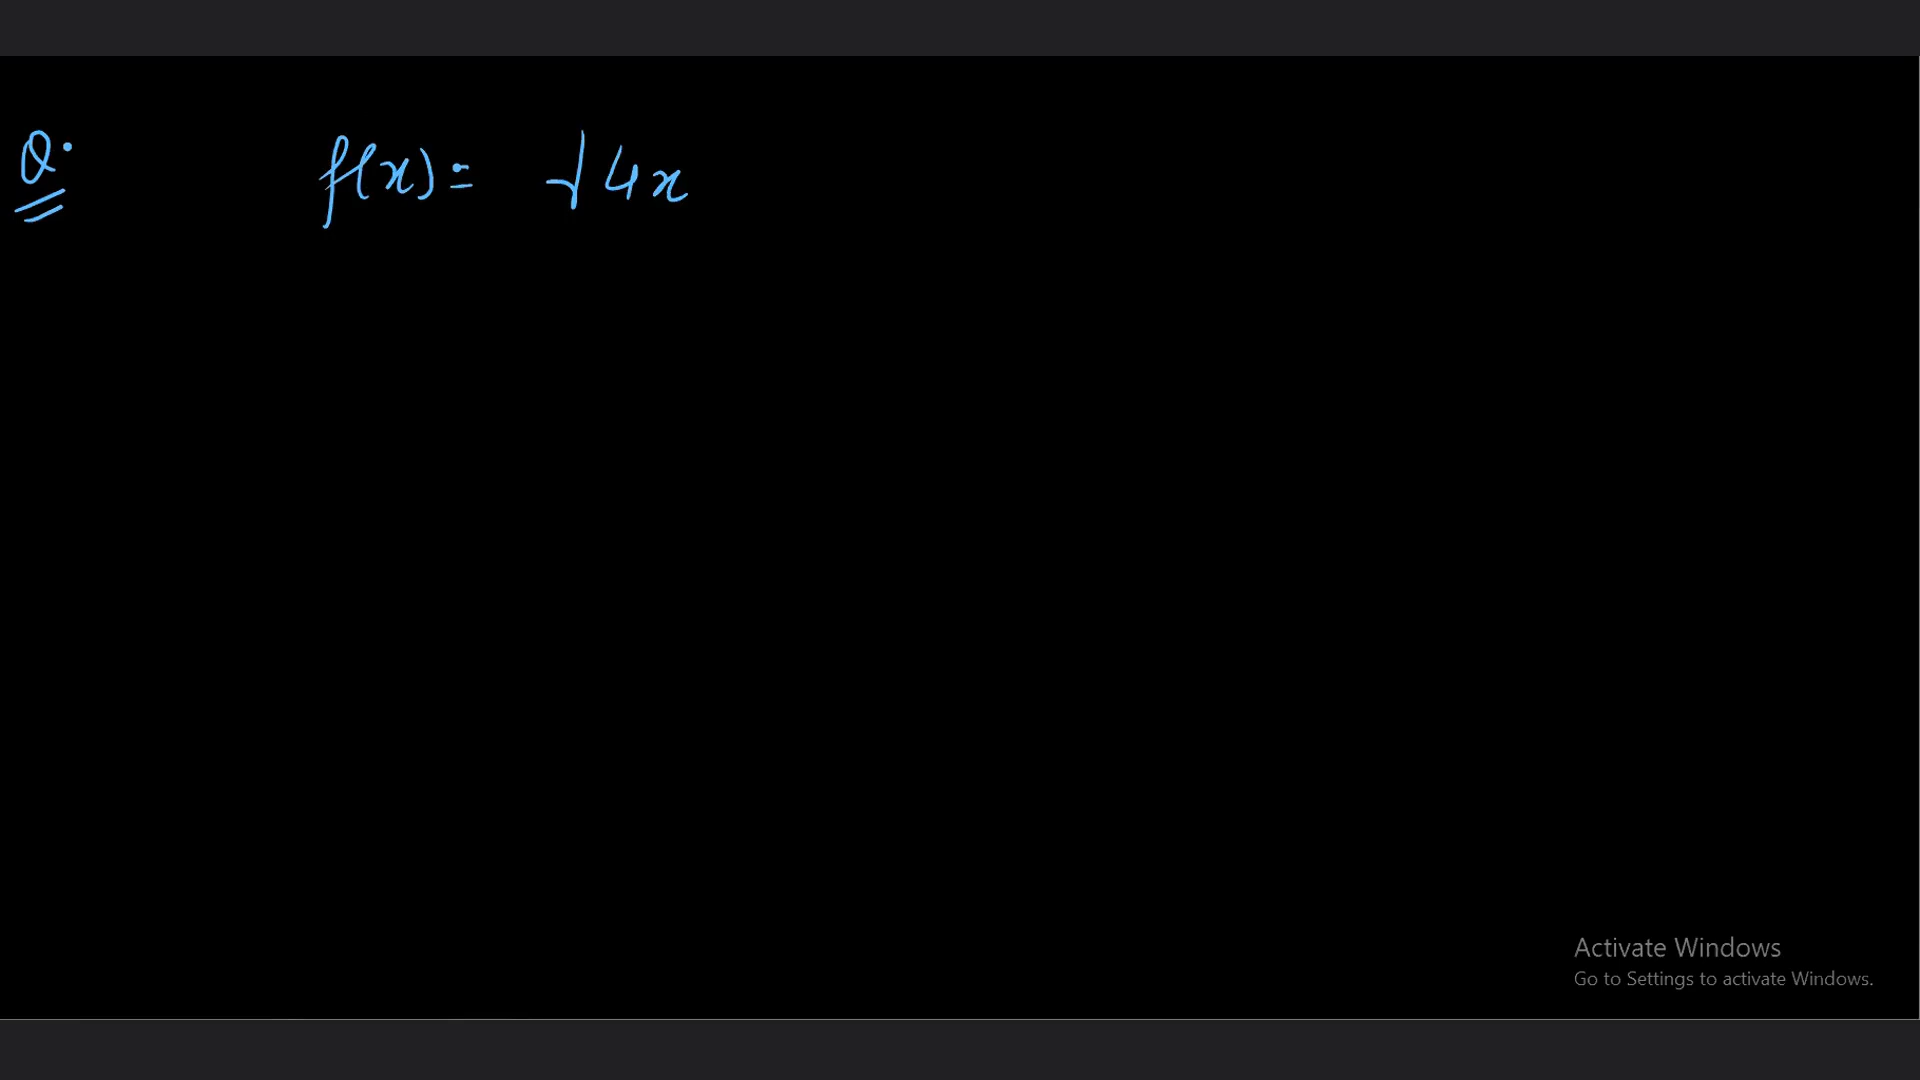 Q. f(x) = √4x
Activate Windows
Go to Settings to activate Windows.